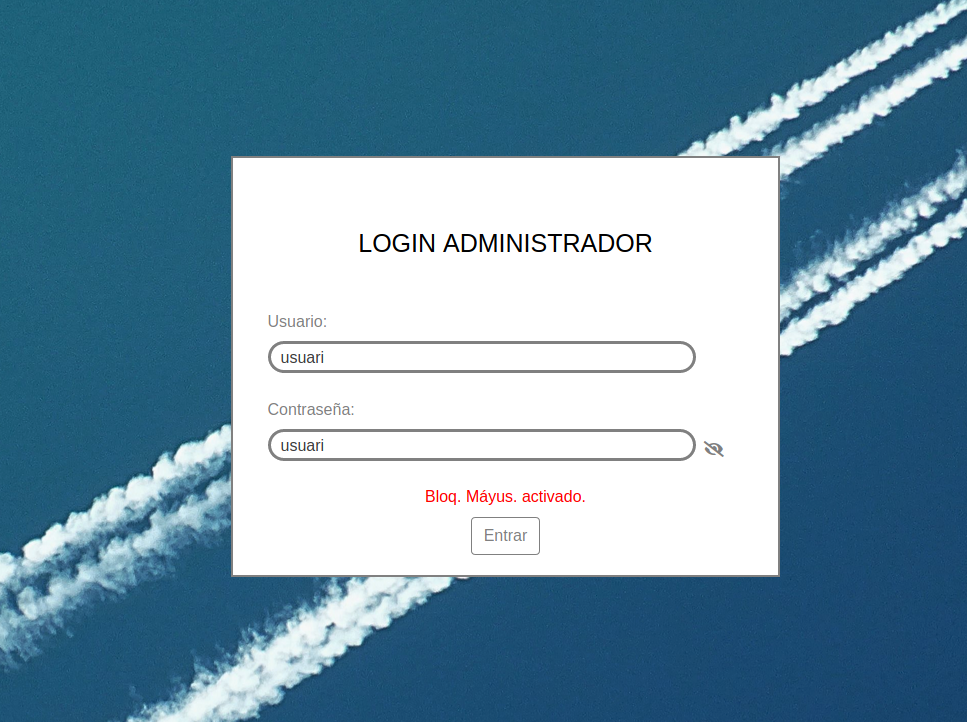 LOGIN ADMINISTRADOR
Usuario:
usuari
Contraseña:
usuari
Bloq. Máyus. activado.
Entrar